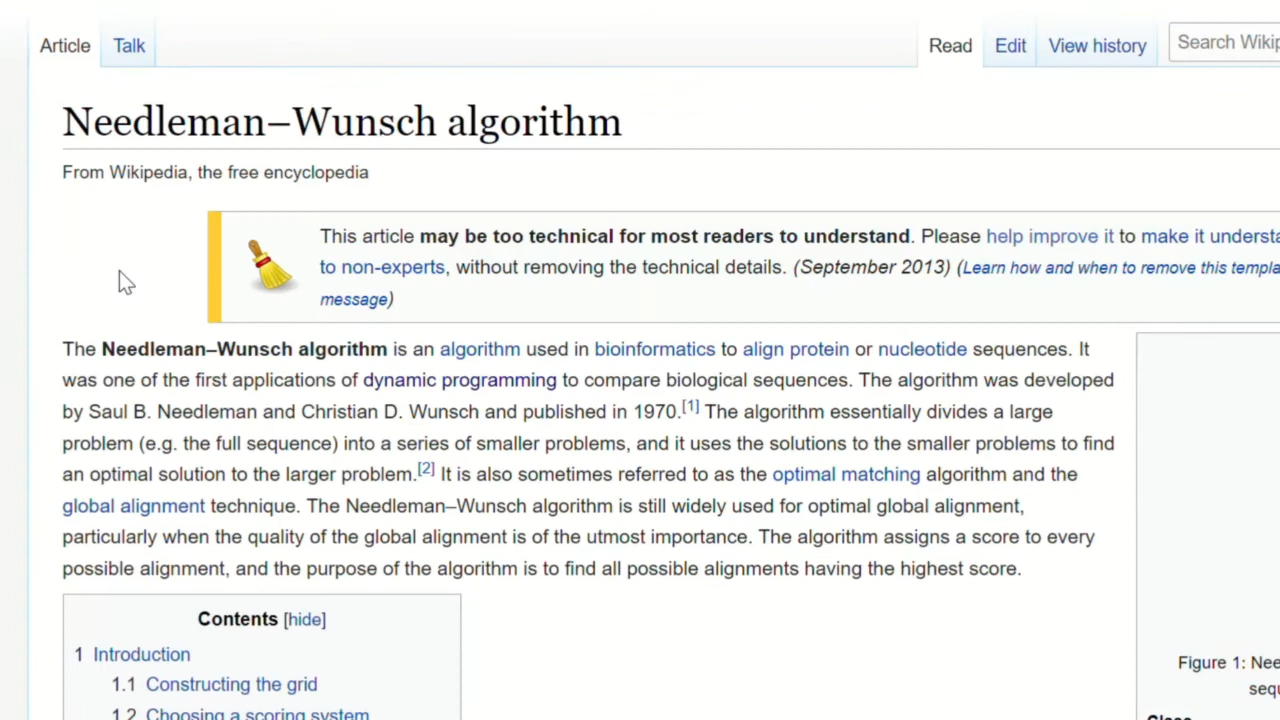 Article Talk Read Edit View history Search
Needleman–Wunsch algorithm
From Wikipedia, the free encyclopedia
This article may be too technical for most readers to understand. Please help improve it to make it
to non-experts, without removing the technical details. (September 2013) (Learn how and when to remove this
message)
The Needleman–Wunsch algorithm is an algorithm used in bioinformatics to align protein or nucleotide sequences. It
was one of the first applications of dynamic programming to compare biological sequences. The algorithm was developed
by Saul B. Needleman and Christian D. Wunsch and published in 1970.[1] The algorithm essentially divides a large
problem (e.g. the full sequence) into a series of smaller problems, and it uses the solutions to the smaller problems to find
an optimal solution to the larger problem.[2] It is also sometimes referred to as the optimal matching algorithm and the
global alignment technique. The Needleman–Wunsch algorithm is still widely used for optimal global alignment,
particularly when the quality of the global alignment is of the utmost importance. The algorithm assigns a score to every
possible alignment, and the purpose of the algorithm is to find all possible alignments having the highest score.
Contents [hide]
1 Introduction
1.1 Constructing the grid
1.2 Choosing a scoring system
Figure 1: